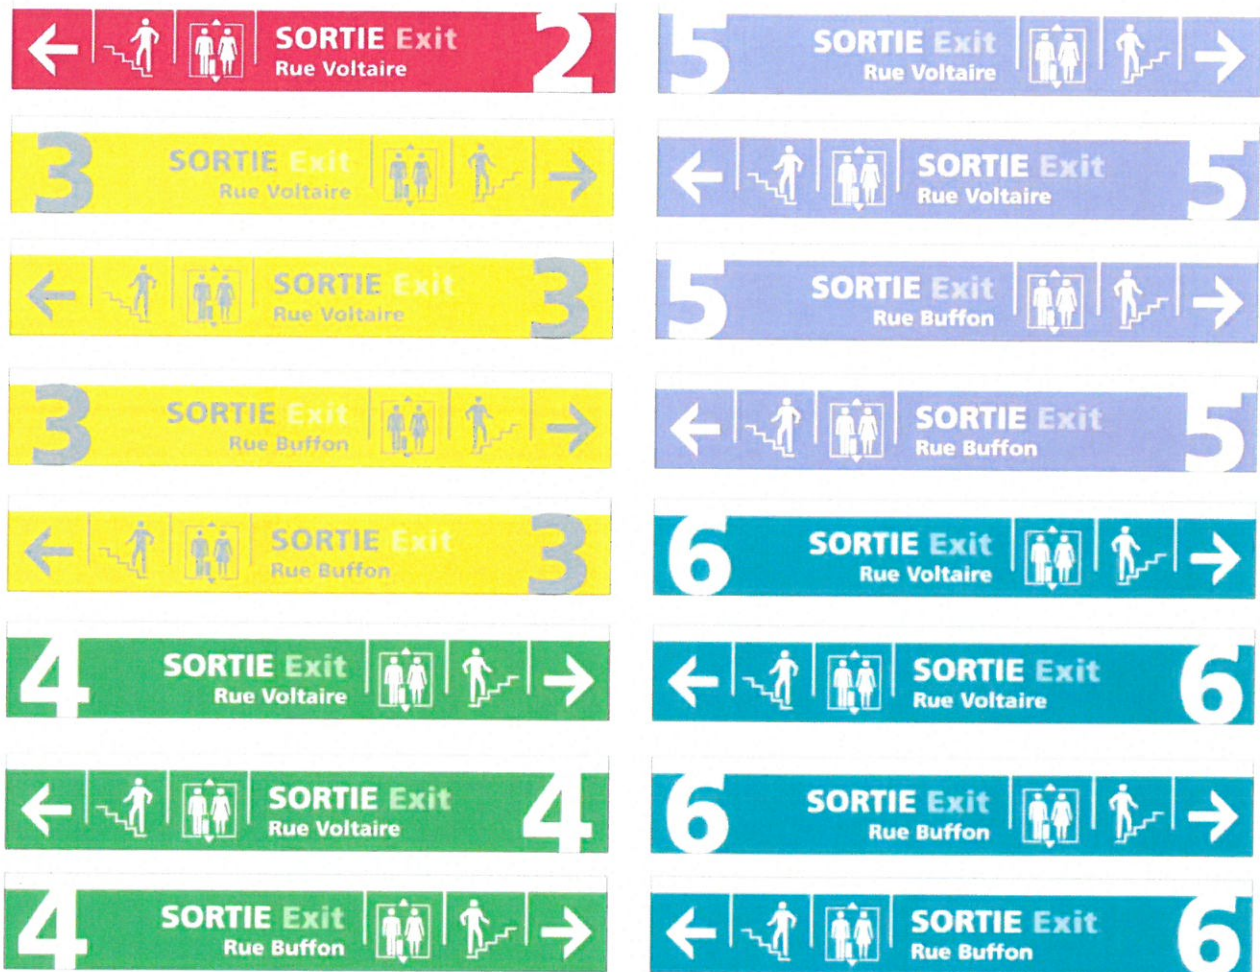 SORTIE Exit 2
Rue Voltaire
3 SORTIE Exit
Rue Voltaire
SORTIE Exit 3
Rue Voltaire
3 SORTIE Exit
Rue Buffon
SORTIE Exit 3
Rue Buffon
4 SORTIE Exit
Rue Voltaire
SORTIE Exit 4
Rue Voltaire
4 SORTIE Exit
Rue Buffon
5 SORTIE Exit
Rue Voltaire
SORTIE Exit 5
Rue Voltaire
5 SORTIE Exit
Rue Buffon
SORTIE Exit 5
Rue Buffon
6 SORTIE Exit
Rue Voltaire
SORTIE Exit 6
Rue Voltaire
6 SORTIE Exit
Rue Buffon
SORTIE Exit 6
Rue Buffon